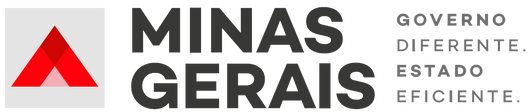 MINAS
GERAIS
GOVERNO
DIFERENTE.
ESTADO
EFICIENTE.